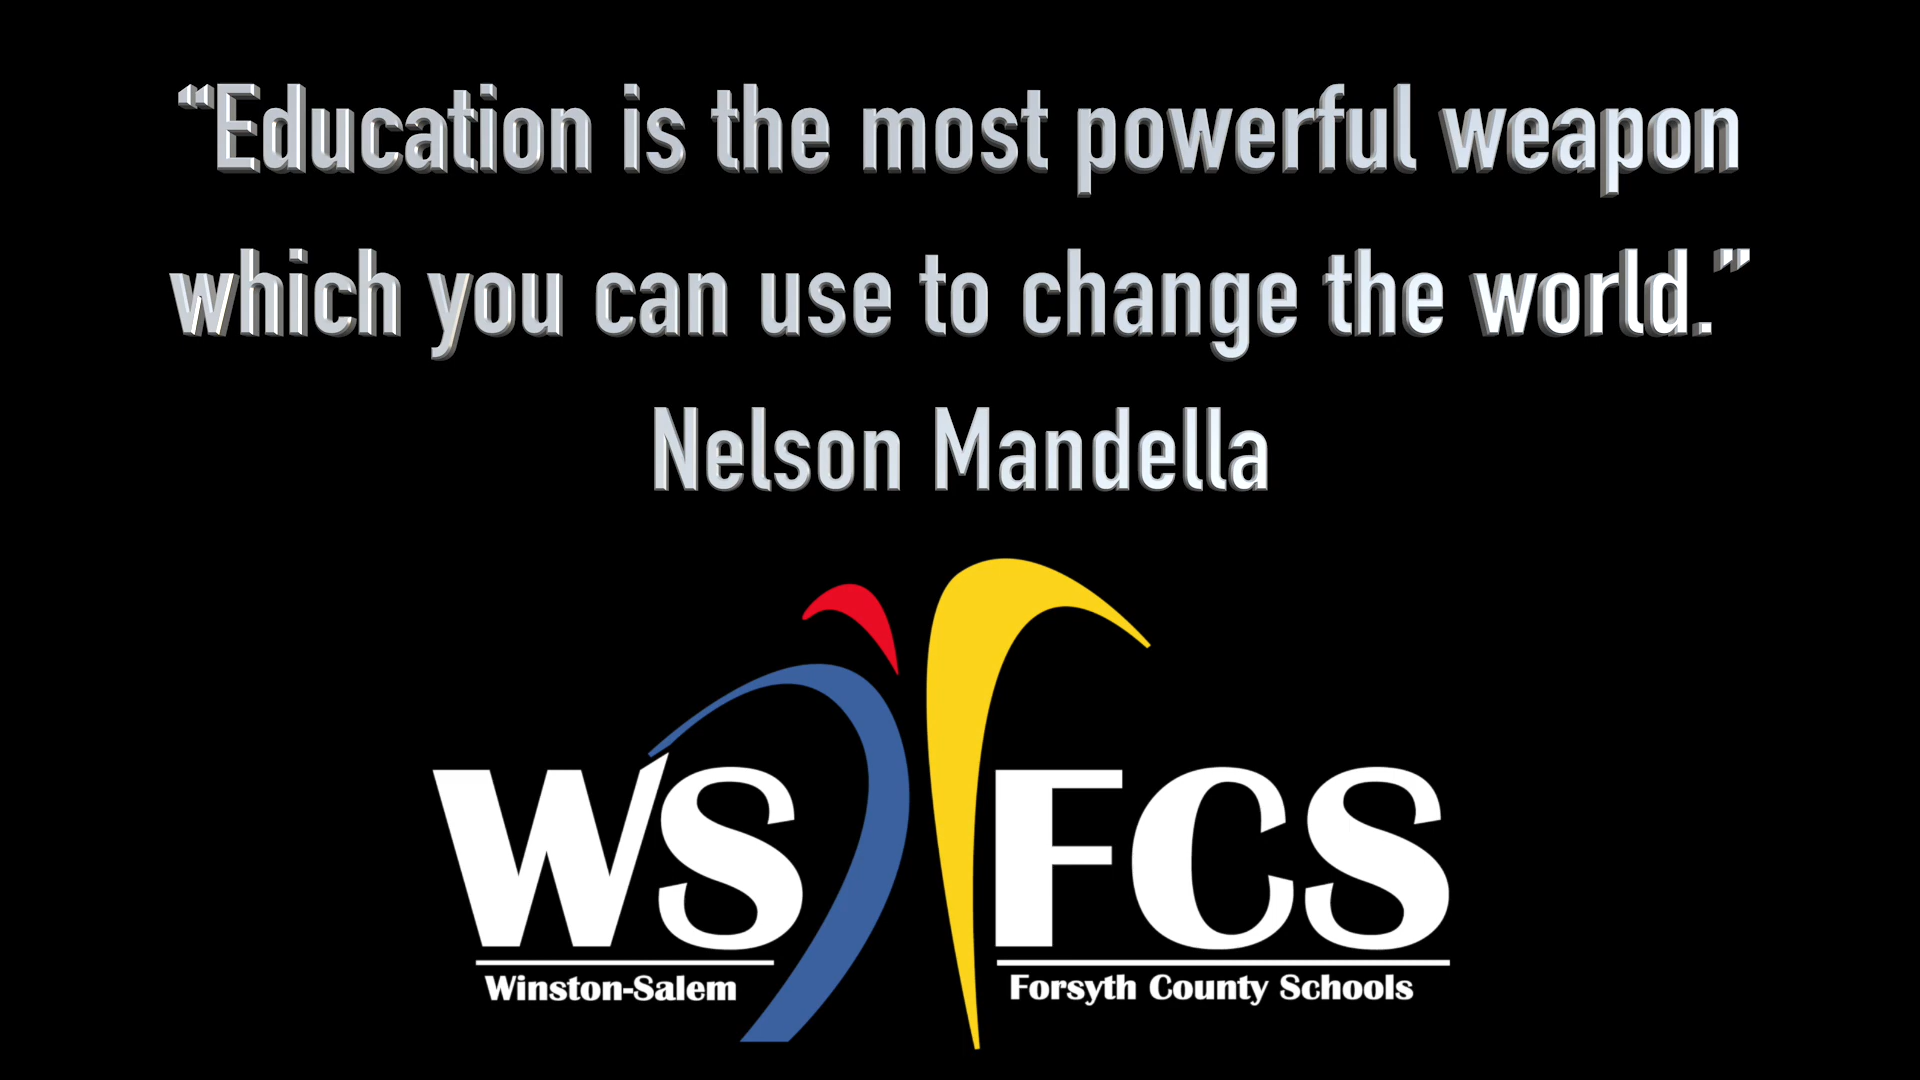 “Education is the most powerful weapon
which you can use to change the world.”
Nelson Mandella
WS FCS
Winston-Salem Forsyth County Schools